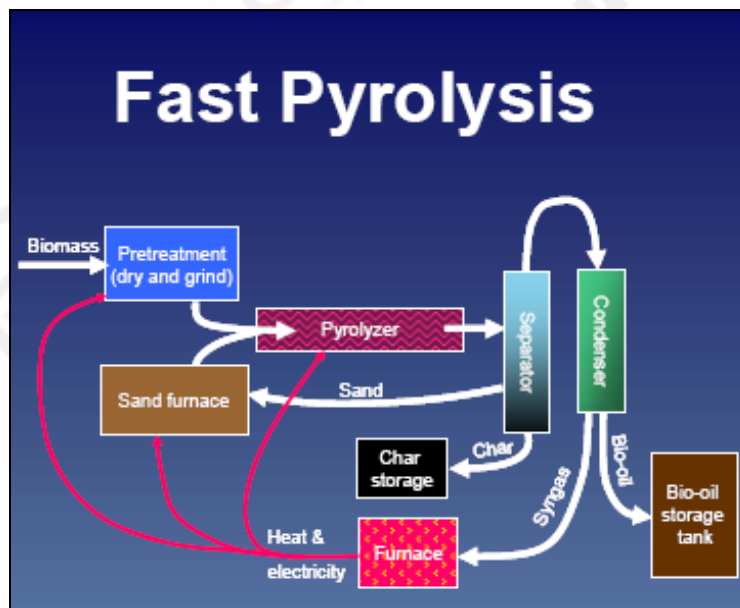 Fast Pyrolysis
Biomass
Pretreatment
(dry and grind)
Pyrolyzer
Separator
Condenser
Sand furnace
Sand
Char
Char
storage
Syngas
Bio-oil
Bio-oil
storage
tank
Heat &
electricity
Furnace